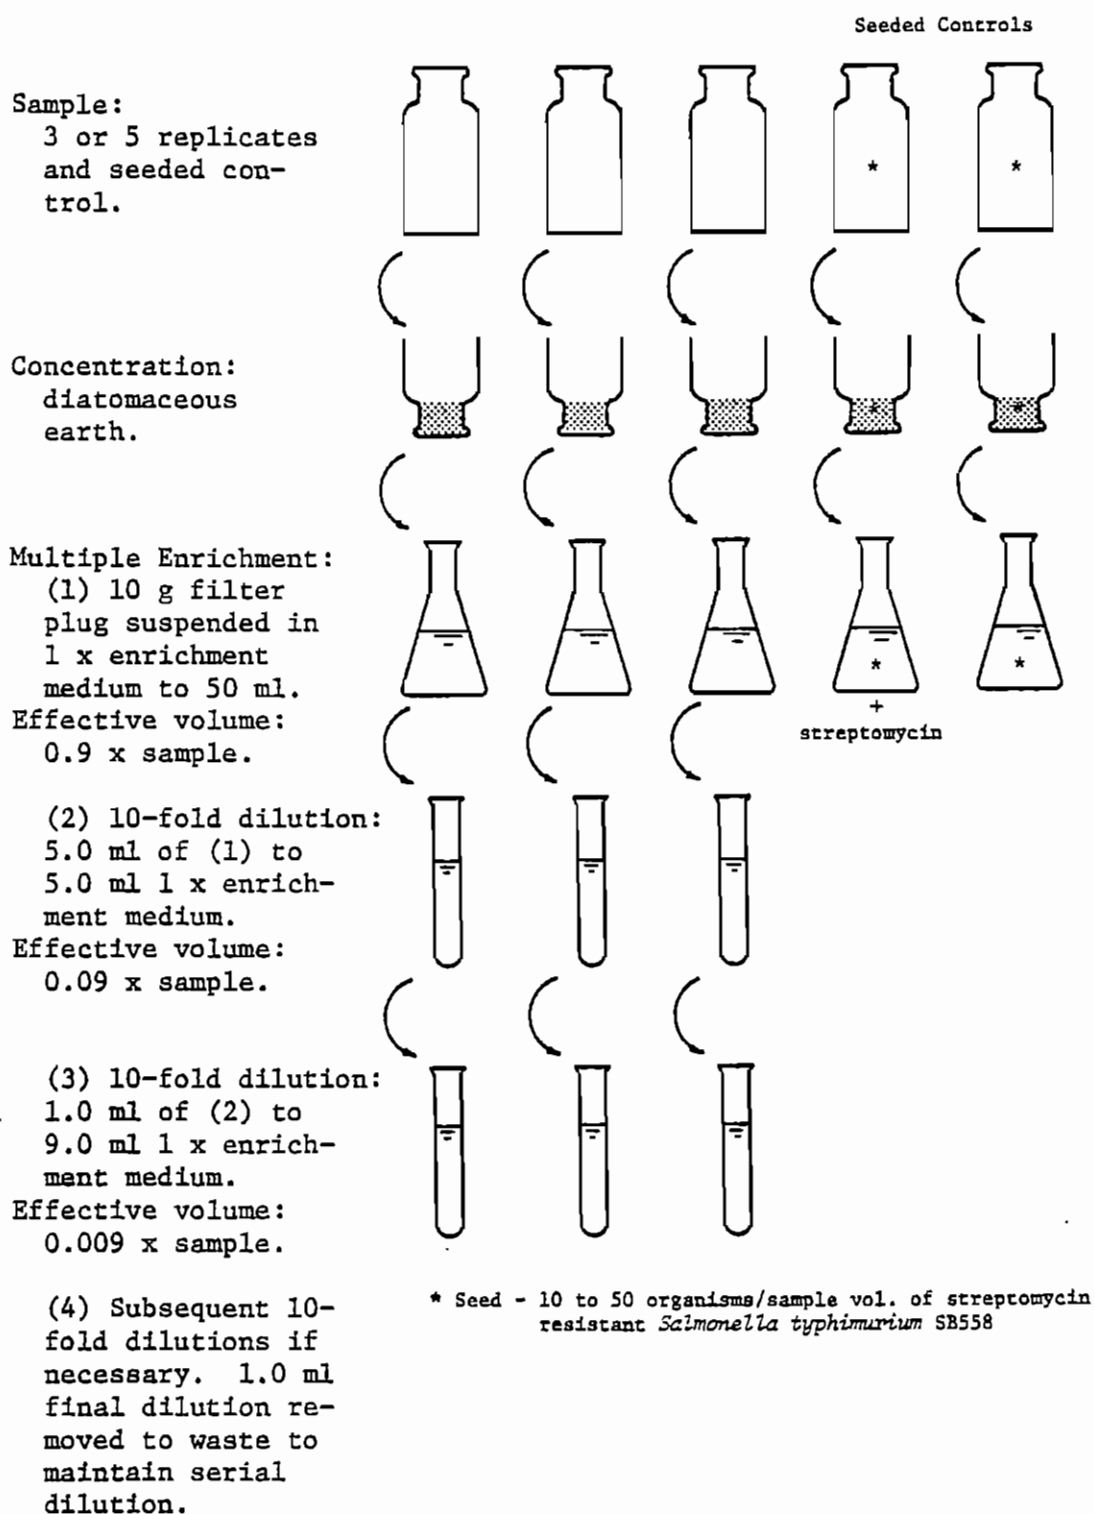 Seeded Controls
Sample:
3 or 5 replicates
and seeded con-
trol.
*
*
Concentration:
diatomaceous
earth.
*
*
Multiple Enrichment:
(1) 10 g filter
plug suspended in
1 x enrichment
medium to 50 ml.
Effective volume:
0.9 x sample.
*
*
+
streptomycin
(2) 10-fold dilution:
5.0 ml of (1) to
5.0 ml 1 x enrich-
ment medium.
Effective volume:
0.09 x sample.
(3) 10-fold dilution:
1.0 ml of (2) to
9.0 ml 1 x enrich-
ment medium.
Effective volume:
0.009 x sample.
(4) Subsequent 10-
fold dilutions if
necessary. 1.0 ml
final dilution re-
moved to waste to
maintain serial
dilution.
* Seed - 10 to 50 organisms/sample vol. of streptomycin
resistant Salmonella typhimurium SB558